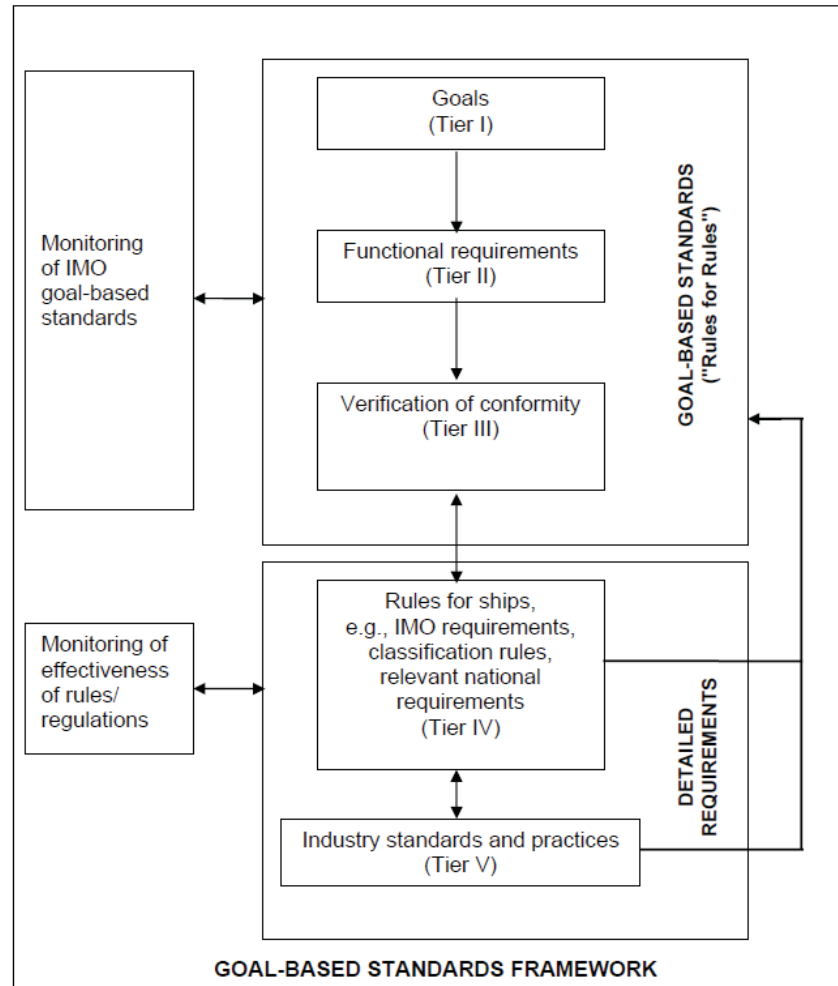 Goals
(Tier I)
Functional requirements
(Tier II)
Verification of conformity
(Tier III)
Monitoring
of IMO
goal-based
standards
GOAL-BASED STANDARDS
("Rules for Rules")
Rules for ships,
e.g., IMO requirements,
classification rules,
relevant national
requirements
(Tier IV)
Monitoring of
effectiveness
of rules/
regulations
DETAILED
REQUIREMENTS
Industry standards and practices
(Tier V)
GOAL-BASED STANDARDS FRAMEWORK